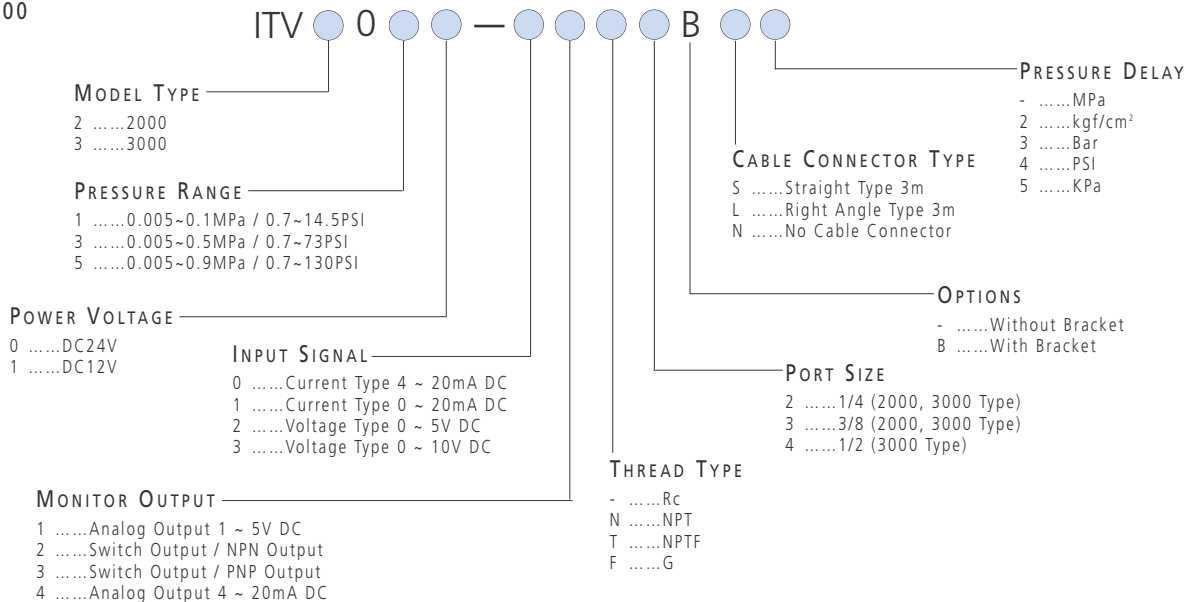 00
ITV 0 — B
MODEL TYPE
2 ......2000
3 ......3000
PRESSURE RANGE
1 ......0.005~0.1MPa / 0.7~14.5PSI
3 ......0.005~0.5MPa / 0.7~73PSI
5 ......0.005~0.9MPa / 0.7~130PSI
POWER VOLTAGE
0 ......DC24V
1 ......DC12V
INPUT SIGNAL
0 ......Current Type 4 ~ 20mA DC
1 ......Current Type 0 ~ 20mA DC
2 ......Voltage Type 0 ~ 5V DC
3 ......Voltage Type 0 ~ 10V DC
MONITOR OUTPUT
1 ......Analog Output 1 ~ 5V DC
2 ......Switch Output / NPN Output
3 ......Switch Output / PNP Output
4 ......Analog Output 4 ~ 20mA DC
THREAD TYPE
- ......Rc
N ......NPT
T ......NPTF
F ......G
PORT SIZE
2 ......1/4 (2000, 3000 Type)
3 ......3/8 (2000, 3000 Type)
4 ......1/2 (3000 Type)
OPTIONS
- ......Without Bracket
B ......With Bracket
CABLE CONNECTOR TYPE
S ......Straight Type 3m
L ......Right Angle Type 3m
N ......No Cable Connector
PRESSURE DELAY
- ......MPa
2 ......kgf/cm²
3 ......Bar
4 ......PSI
5 ......KPa